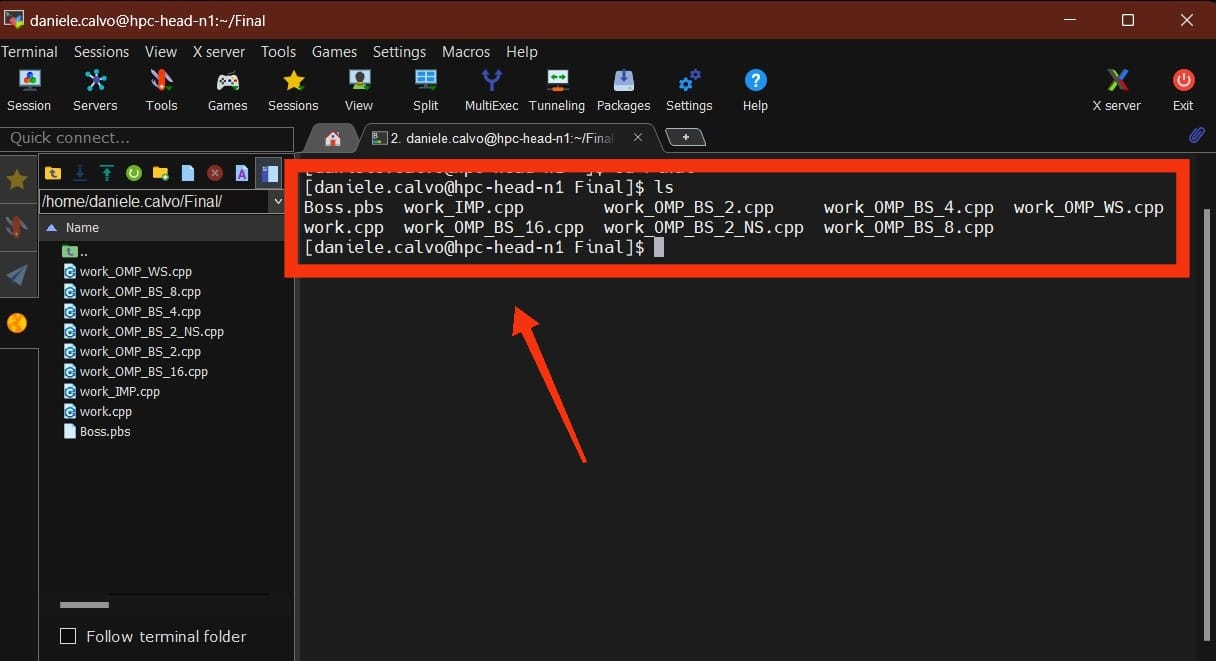 daniele.calvo@hpc-head-n1:~/Final
Terminal Sessions View X server Tools Games Settings Macros Help
Session Servers Tools Games Sessions View Split MultiExec Tunneling Packages Settings Help X server Exit
Quick connect...
2. daniele.calvo@hpc-head-n1:~/Fina
/home/daniele.calvo/Final/
Name
..
work_OMP_WS.cpp
work_OMP_BS_8.cpp
work_OMP_BS_4.cpp
work_OMP_BS_2_NS.cpp
work_OMP_BS_2.cpp
work_OMP_BS_16.cpp
work_IMP.cpp
work.cpp
Boss.pbs
Follow terminal folder
[daniele.calvo@hpc-head-n1 Final]$ ls
Boss.pbs work_IMP.cpp work_OMP_BS_2.cpp work_OMP_BS_4.cpp work_OMP_WS.cpp
work.cpp work_OMP_BS_16.cpp work_OMP_BS_2_NS.cpp work_OMP_BS_8.cpp
[daniele.calvo@hpc-head-n1 Final]$